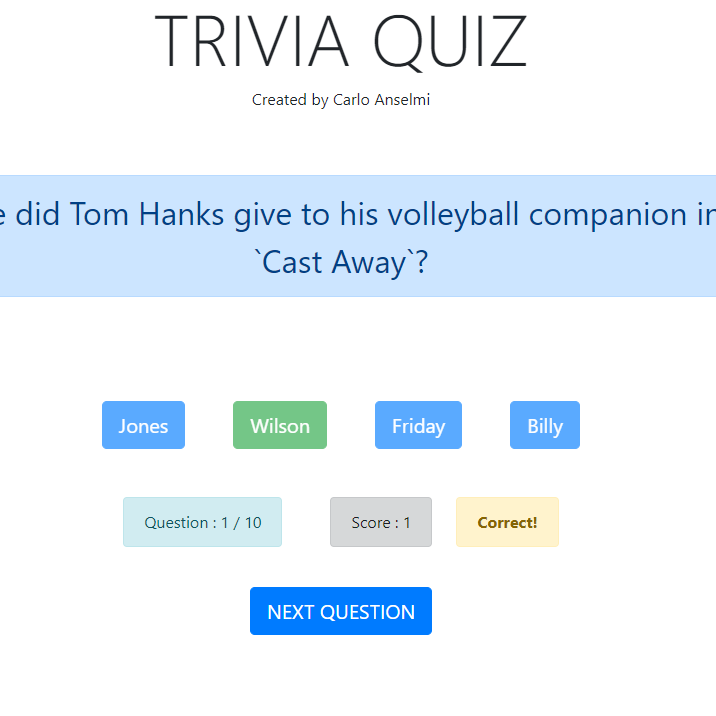 TRIVIA QUIZ
Created by Carlo Anselmi
did Tom Hanks give to his volleyball companion in
`Cast Away`?
Jones
Wilson
Friday
Billy
Question : 1 / 10
Score : 1
Correct!
NEXT QUESTION